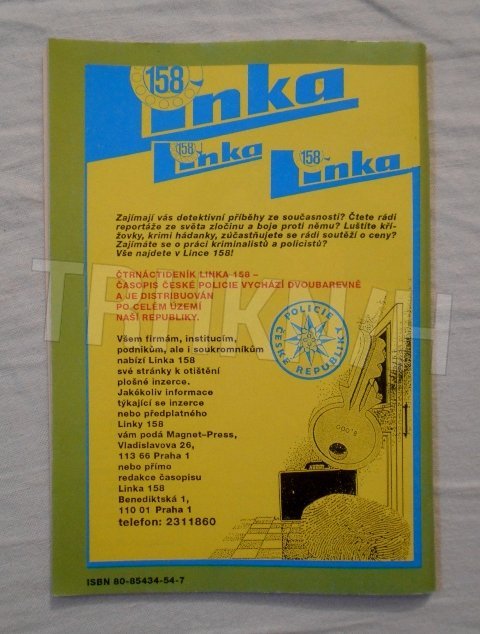 158
Linka
158
Linka
158
Linka
Zajímají vás detektivní příběhy ze současnosti? Čtete rádi
reportáže ze světa zločinu a boje proti němu? Luštíte kří-
žovky, krimi hádanky, zúčastňujete se rádi soutěží o ceny?
Zajímáte se o práci kriminalistů a policistů?
Vše najdete v Lince 158!
ČTRNÁCTIDENÍK LINKA 158 –
ČASOPIS ČESKÉ POLICIE VYCHÁZÍ DVOUBAREVNĚ
A JE DISTRIBUOVÁN
PO CELÉM ÚZEMÍ
NAŠÍ REPUBLIKY.
POLICIE
ČESKÉ REPUBLIKY
Všem firmám, institucím,
podnikům, ale i soukromníkům
nabízí Linka 158
své stránky k otištění
plošné inzerce.
Jakékoliv informace
týkající se inzerce
nebo předplatného
Linky 158
vám podá Magnet–Press,
Vladislavova 26,
113 66 Praha 1
nebo přímo
redakce časopisu
Linka 158
Benediktská 1,
110 01 Praha 1
telefon: 2311860
ISBN 80-85434-54-7